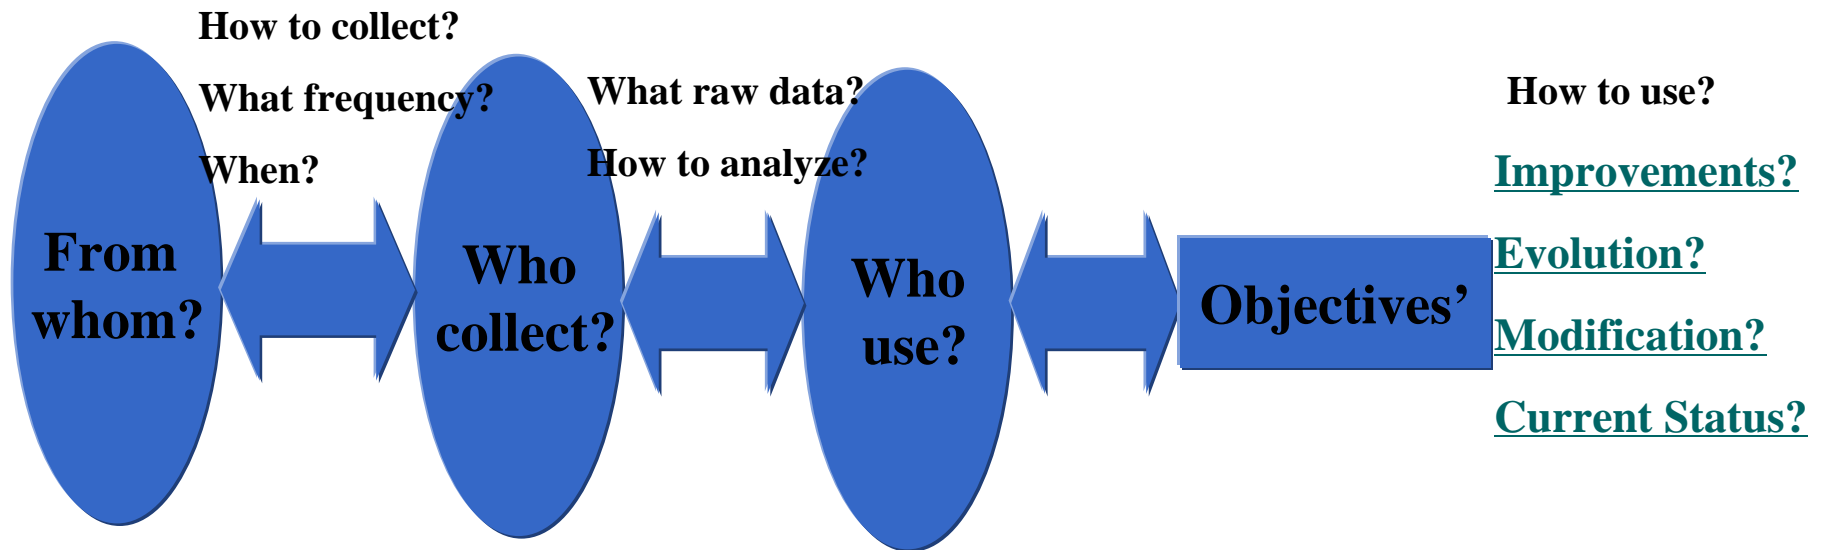 How to collect?
What frequency?
When?
From
whom?
Who
collect?
What raw data?
How to analyze?
Who
use?
Objectives’
How to use?
Improvements?
Evolution?
Modification?
Current Status?